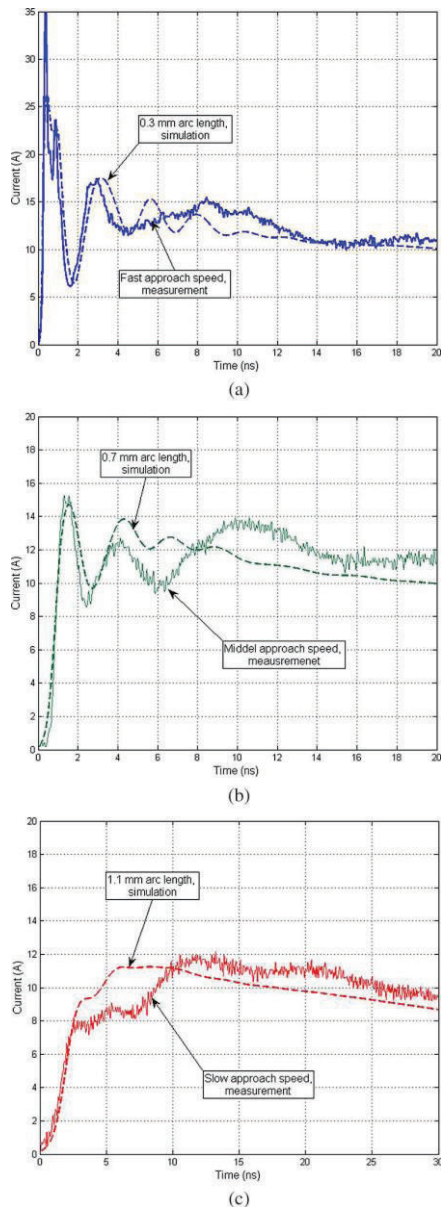 35
30
25
20
15
10
5
0
Current (A)
0.3 mm arc length,
simulation
Fast approach speed,
measurement
0 2 4 6 8 10 12 14 16 18 20
Time (ns)
(a)
20
18
16
14
12
10
8
6
4
2
0
Current (A)
0.7 mm arc length,
simulation
Middel approach speed,
meausremenet
0 2 4 6 8 10 12 14 16 18 20
Time (ns)
(b)
20
18
16
14
12
10
8
6
4
2
0
Current (A)
1.1 mm arc length,
simulation
Slow approach speed,
measurement
0 5 10 15 20 25 30
Time (ns)
(c)